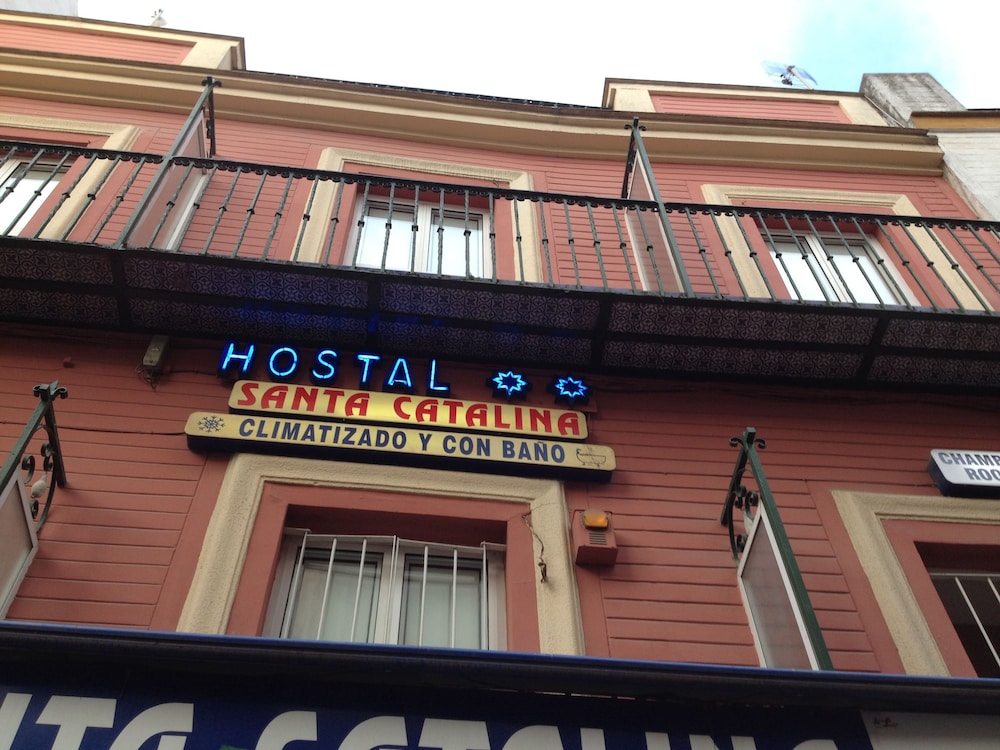 HOSTAL
SANTA CATALINA
CLIMATIZADO Y CON BAÑO